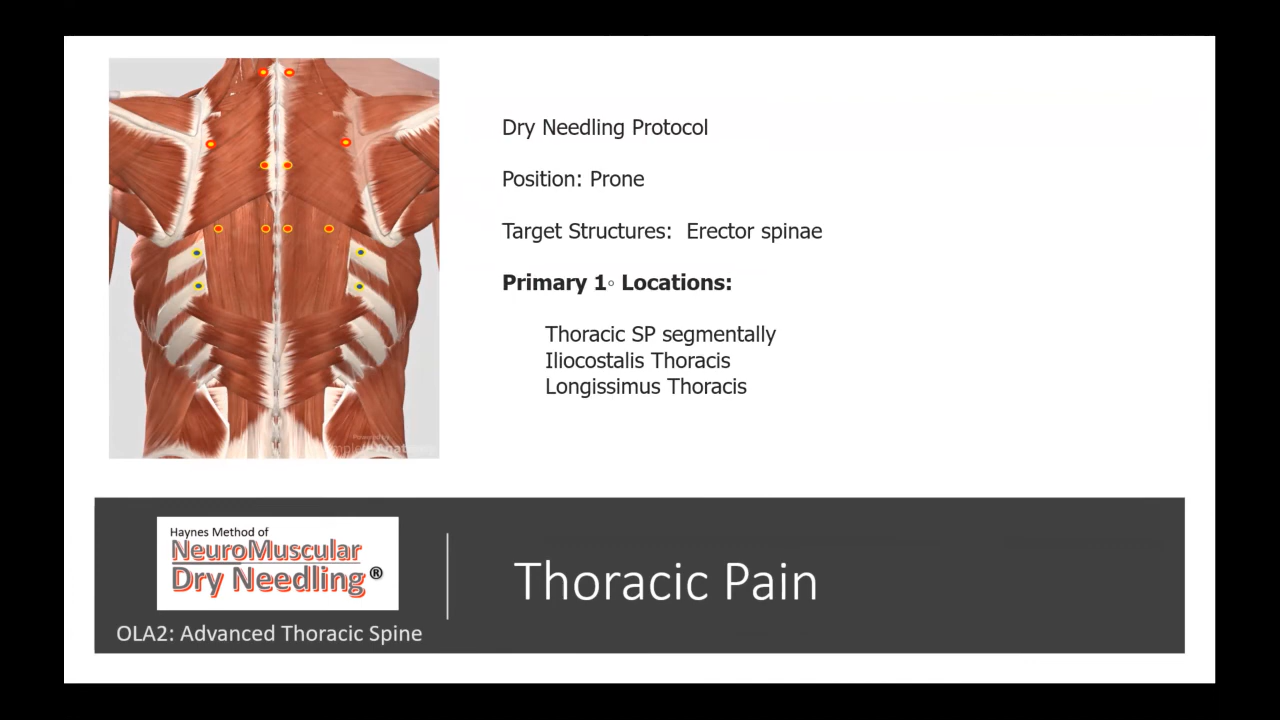 Dry Needling Protocol
Position: Prone
Target Structures: Erector spinae
Primary 1◦ Locations:
Thoracic SP segmentally
Iliocostalis Thoracis
Longissimus Thoracis
Haynes Method of
NeuroMuscular
Dry Needling®
OLA2: Advanced Thoracic Spine
Thoracic Pain